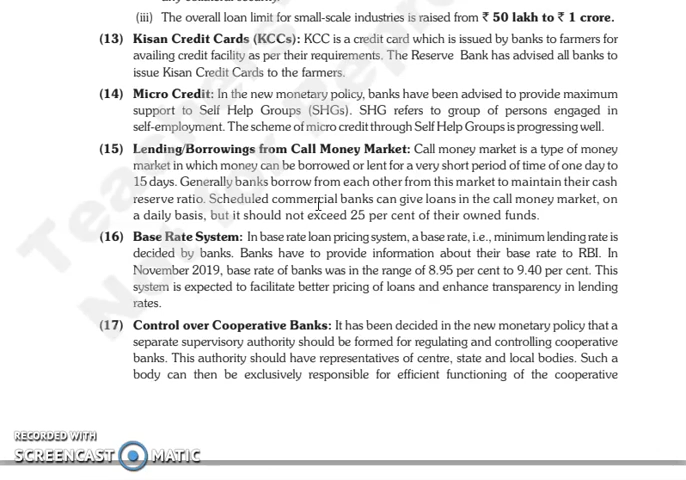 any collateral security.
(iii) The overall loan limit for small-scale industries is raised from ₹ 50 lakh to ₹ 1 crore.
(13) Kisan Credit Cards (KCCs): KCC is a credit card which is issued by banks to farmers for
availing credit facility as per their requirements. The Reserve Bank has advised all banks to
issue Kisan Credit Cards to the farmers.
(14) Micro Credit: In the new monetary policy, banks have been advised to provide maximum
support to Self Help Groups (SHGs). SHG refers to group of persons engaged in
self-employment. The scheme of micro credit through Self Help Groups is progressing well.
(15) Lending/Borrowings from Call Money Market: Call money market is a type of money
market in which money can be borrowed or lent for a very short period of time of one day to
15 days. Generally banks borrow from each other from this market to maintain their cash
reserve ratio. Scheduled commercial banks can give loans in the call money market, on
a daily basis, but it should not exceed 25 per cent of their owned funds.
(16) Base Rate System: In base rate loan pricing system, a base rate, i.e., minimum lending rate is
decided by banks. Banks have to provide information about their base rate to RBI. In
November 2019, base rate of banks was in the range of 8.95 per cent to 9.40 per cent. This
system is expected to facilitate better pricing of loans and enhance transparency in lending
rates.
(17) Control over Cooperative Banks: It has been decided in the new monetary policy that a
separate supervisory authority should be formed for regulating and controlling cooperative
banks. This authority should have representatives of centre, state and local bodies. Such a
body can then be exclusively responsible for efficient functioning of the cooperative
RECORDED WITH
SCREENCAST MATIC